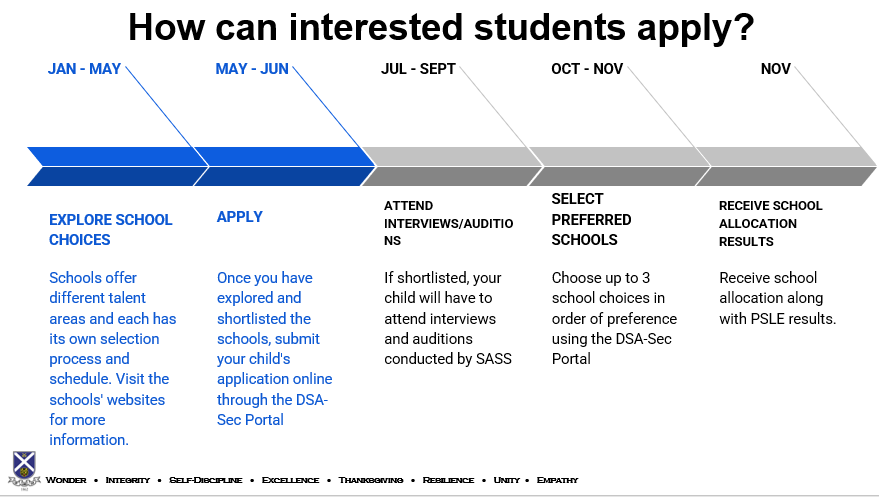 How can interested students apply?
JAN - MAY
MAY - JUN
JUL - SEPT
OCT - NOV
NOV
EXPLORE SCHOOL
CHOICES
Schools offer
different talent
areas and each has
its own selection
process and
schedule. Visit the
schools' websites
for more
information.
APPLY
Once you have
explored and
shortlisted the
schools, submit
your child's
application online
through the DSA-
Sec Portal
ATTEND
INTERVIEWS/AUDITIO
NS
If shortlisted, your
child will have to
attend interviews
and auditions
conducted by SASS
SELECT
PREFERRED
SCHOOLS
Choose up to 3
school choices in
order of preference
using the DSA-Sec
Portal
RECEIVE SCHOOL
ALLOCATION
RESULTS
Receive school
allocation along
with PSLE results.
WONDER • INTEGRITY • SELF-DISCIPLINE • EXCELLENCE • THANKSGIVING • RESILIENCE • UNITY • EMPATHY